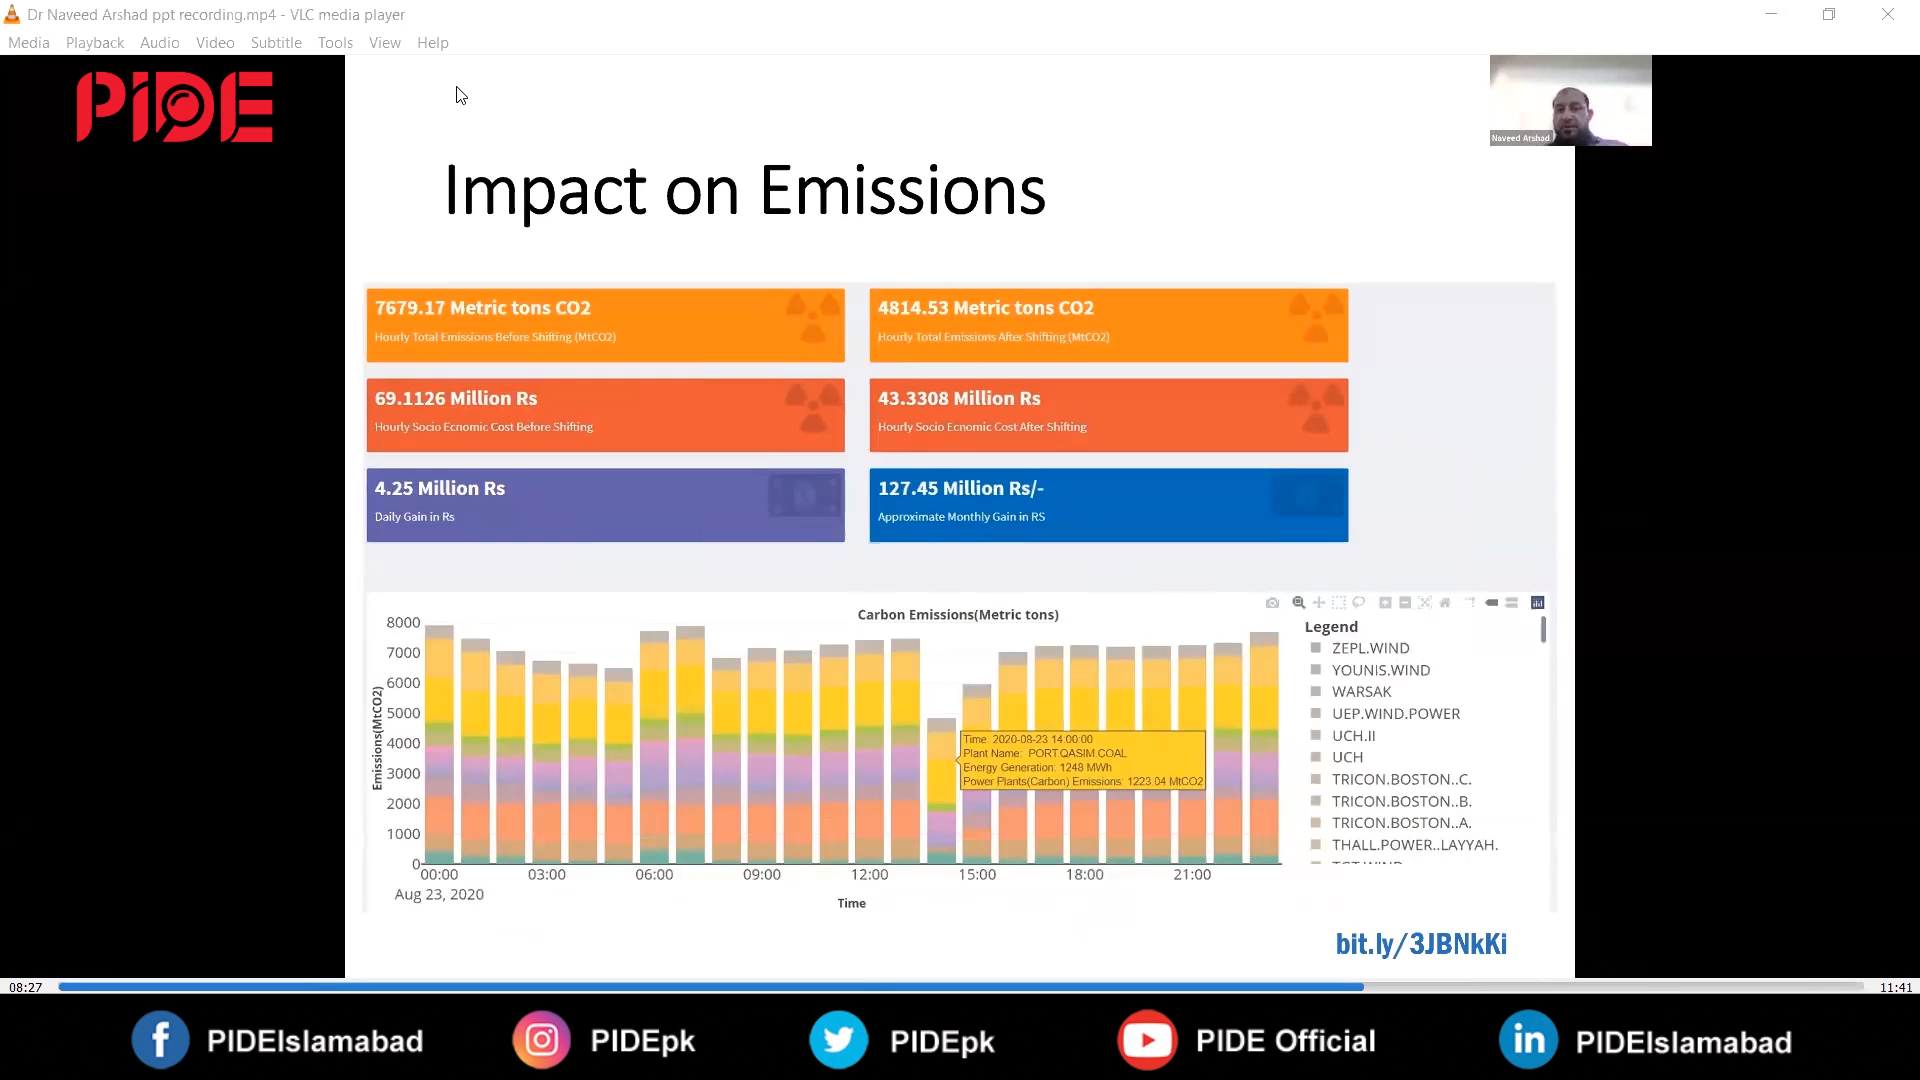 Dr Naveed Arshad ppt recording.mp4 - VLC media player
Media Playback Audio Video Subtitle Tools View Help
PIDE
Naveed Arshad
Impact on Emissions
7679.17 Metric tons CO2
Hourly Total Emissions Before Shifting (MtCO2)
4814.53 Metric tons CO2
Hourly Total Emissions After Shifting (MtCO2)
69.1126 Million Rs
Hourly Socio Ecnomic Cost Before Shifting
43.3308 Million Rs
Hourly Socio Ecnomic Cost After Shifting
4.25 Million Rs
Daily Gain in Rs
127.45 Million Rs/-
Approximate Monthly Gain in RS
Carbon Emissions(Metric tons)
Emissions(MtCO2)
8000
7000
6000
5000
4000
3000
2000
1000
0
Time: 2020-08-23 14:00:00
Plant Name: PORT.QASIM.COAL
Energy Generation: 1248 MWh
Power Plants(Carbon) Emissions: 1223.04 MtCO2
00:00 03:00 06:00 09:00 12:00 15:00 18:00 21:00
Aug 23, 2020
Time
Legend
ZEPL.WIND
YOUNIS.WIND
WARSAK
UEP.WIND.POWER
UCH.II
UCH
TRICON.BOSTON..C.
TRICON.BOSTON..B.
TRICON.BOSTON..A.
THALL.POWER..LAYYAH.
bit.ly/3JBNkKi
08:27 11:41
PIDEIslamabad PIDEpk PIDEpk PIDE Official PIDEIslamabad